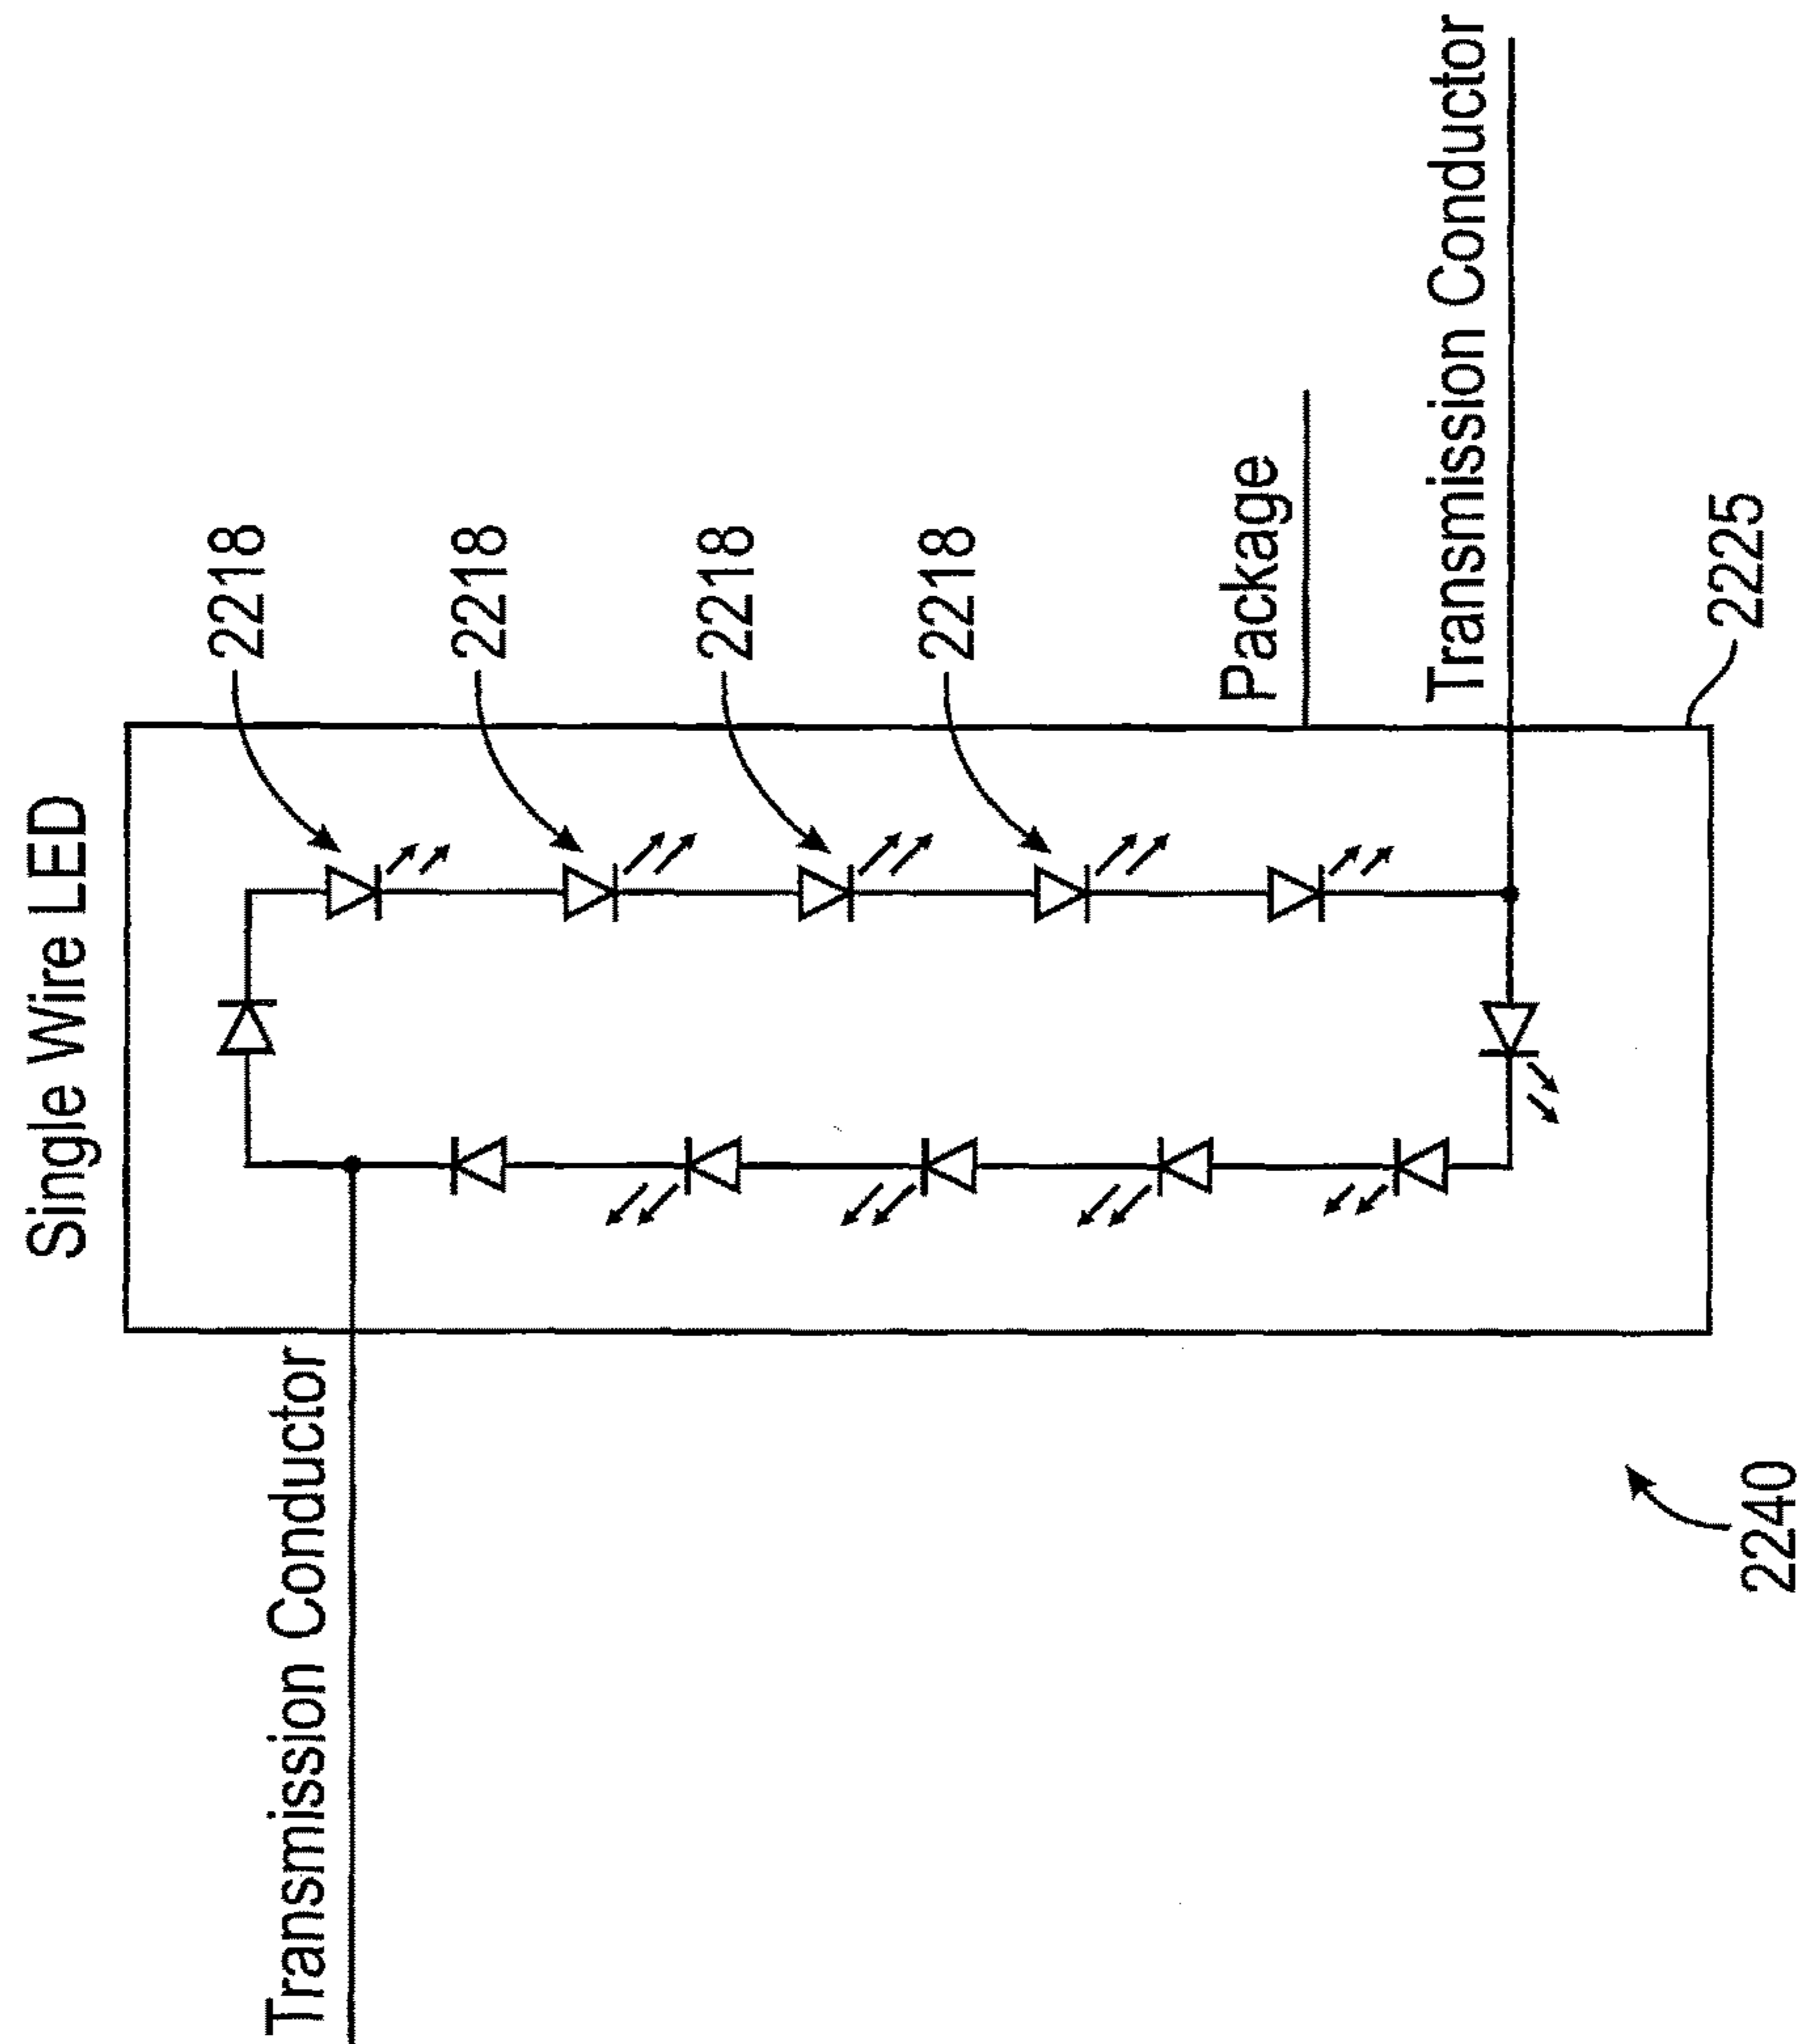 Single Wire LED
Transmission Conductor
2218
2218
2218
2218
Package
Transmission Conductor
2225
2240